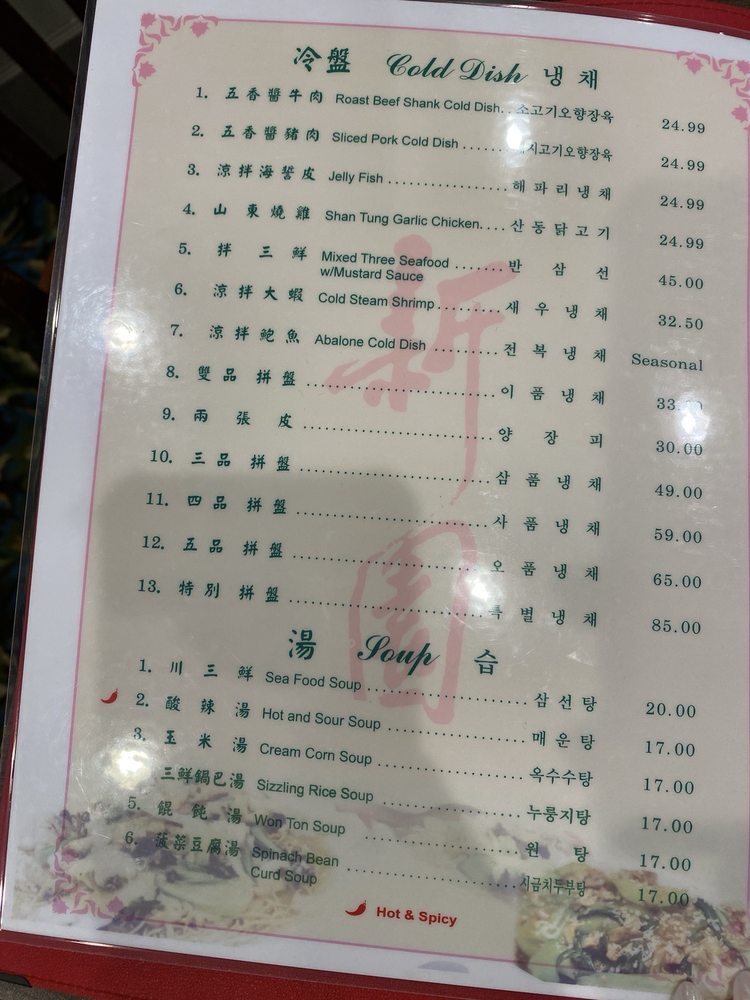 冷盤 Cold Dish 냉채
1. 五香醬牛肉 Roast Beef Shank Cold Dish.. 소고기오향장육 24.99
2. 五香醬豬肉 Sliced Pork Cold Dish ...... 고기오향장육 24.99
3. 涼拌海蜇皮 Jelly Fish ................ 해파리냉채 24.99
4. 山東燒雞 Shan Tung Garlic Chicken.... 산동닭고기 24.99
5. 拌三鮮 Mixed Three Seafood ....... 반삼선 45.00
w/Mustard Sauce
6. 涼拌大蝦 Cold Steam Shrimp......... 새우냉채 32.50
7. 涼拌鮑魚 Abalone Cold Dish ......... 전복냉채 Seasonal
8. 雙品拼盤 .......................... 이품냉채
9. 兩張皮 .......................... 양장피 30.00
10. 三品拼盤 .......................... 삼품냉채 49.00
11. 四品拼盤 .......................... 사품냉채 59.00
12. 五品拼盤 .......................... 오품냉채 65.00
13. 特別拼盤 .......................... 특별냉채 85.00
新園
湯 Soup 습
1. 川三鮮 Sea Food Soup ...................... 삼선탕 20.00
2. 酸辣湯 Hot and Sour Soup ................... 매운탕 17.00
3. 玉米湯 Cream Corn Soup ................... 옥수수탕 17.00
三鮮鍋巴湯 Sizzling Rice Soup ................... 누룽지탕 17.00
5. 餛飩湯 Won Ton Soup ................... 원탕 17.00
6. 菠菜豆腐湯 Spinach Bean ...................... 시금치두부탕 17.00
Curd Soup
Hot & Spicy